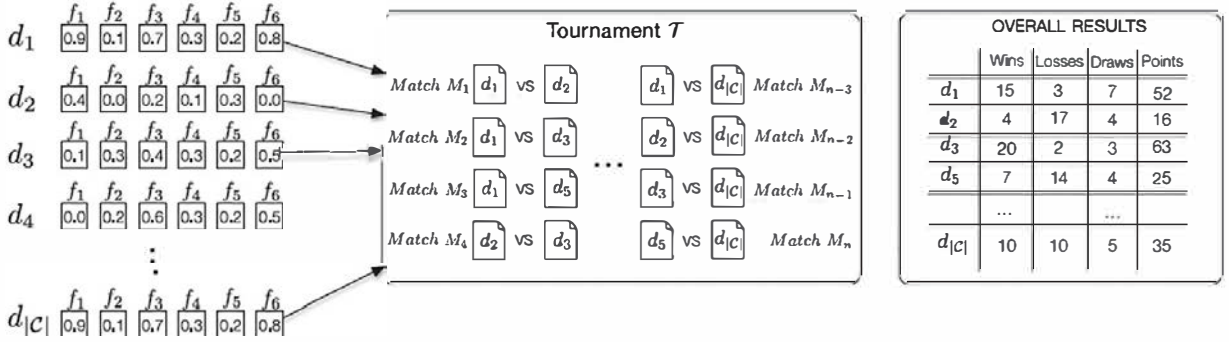 f1 f2 f3 f4 f5 f6
d1 0.9 0.1 0.7 0.3 0.2 0.8
f1 f2 f3 f4 f5 f6
d2 0.4 0.0 0.2 0.1 0.3 0.0
f1 f2 f3 f4 f5 f6
d3 0.1 0.3 0.4 0.3 0.2 0.5
f1 f2 f3 f4 f5 f6
d4 0.0 0.2 0.6 0.3 0.2 0.5
⋮
f1 f2 f3 f4 f5 f6
d|C| 0.9 0.1 0.7 0.3 0.2 0.8
Tournament T
Match M1 d1 vs d2
Match M2 d1 vs d3
Match M3 d1 vs d5
Match M4 d2 vs d3
...
d1 vs d|C| Match Mn−3
d2 vs d|C| Match Mn−2
d3 vs d|C| Match Mn−1
d5 vs d|C| Match Mn
OVERALL RESULTS
Wins Losses Draws Points
d1 15 3 7 52
d2 4 17 4 16
d3 20 2 3 63
d5 7 14 4 25
... ...
d|C| 10 10 5 35